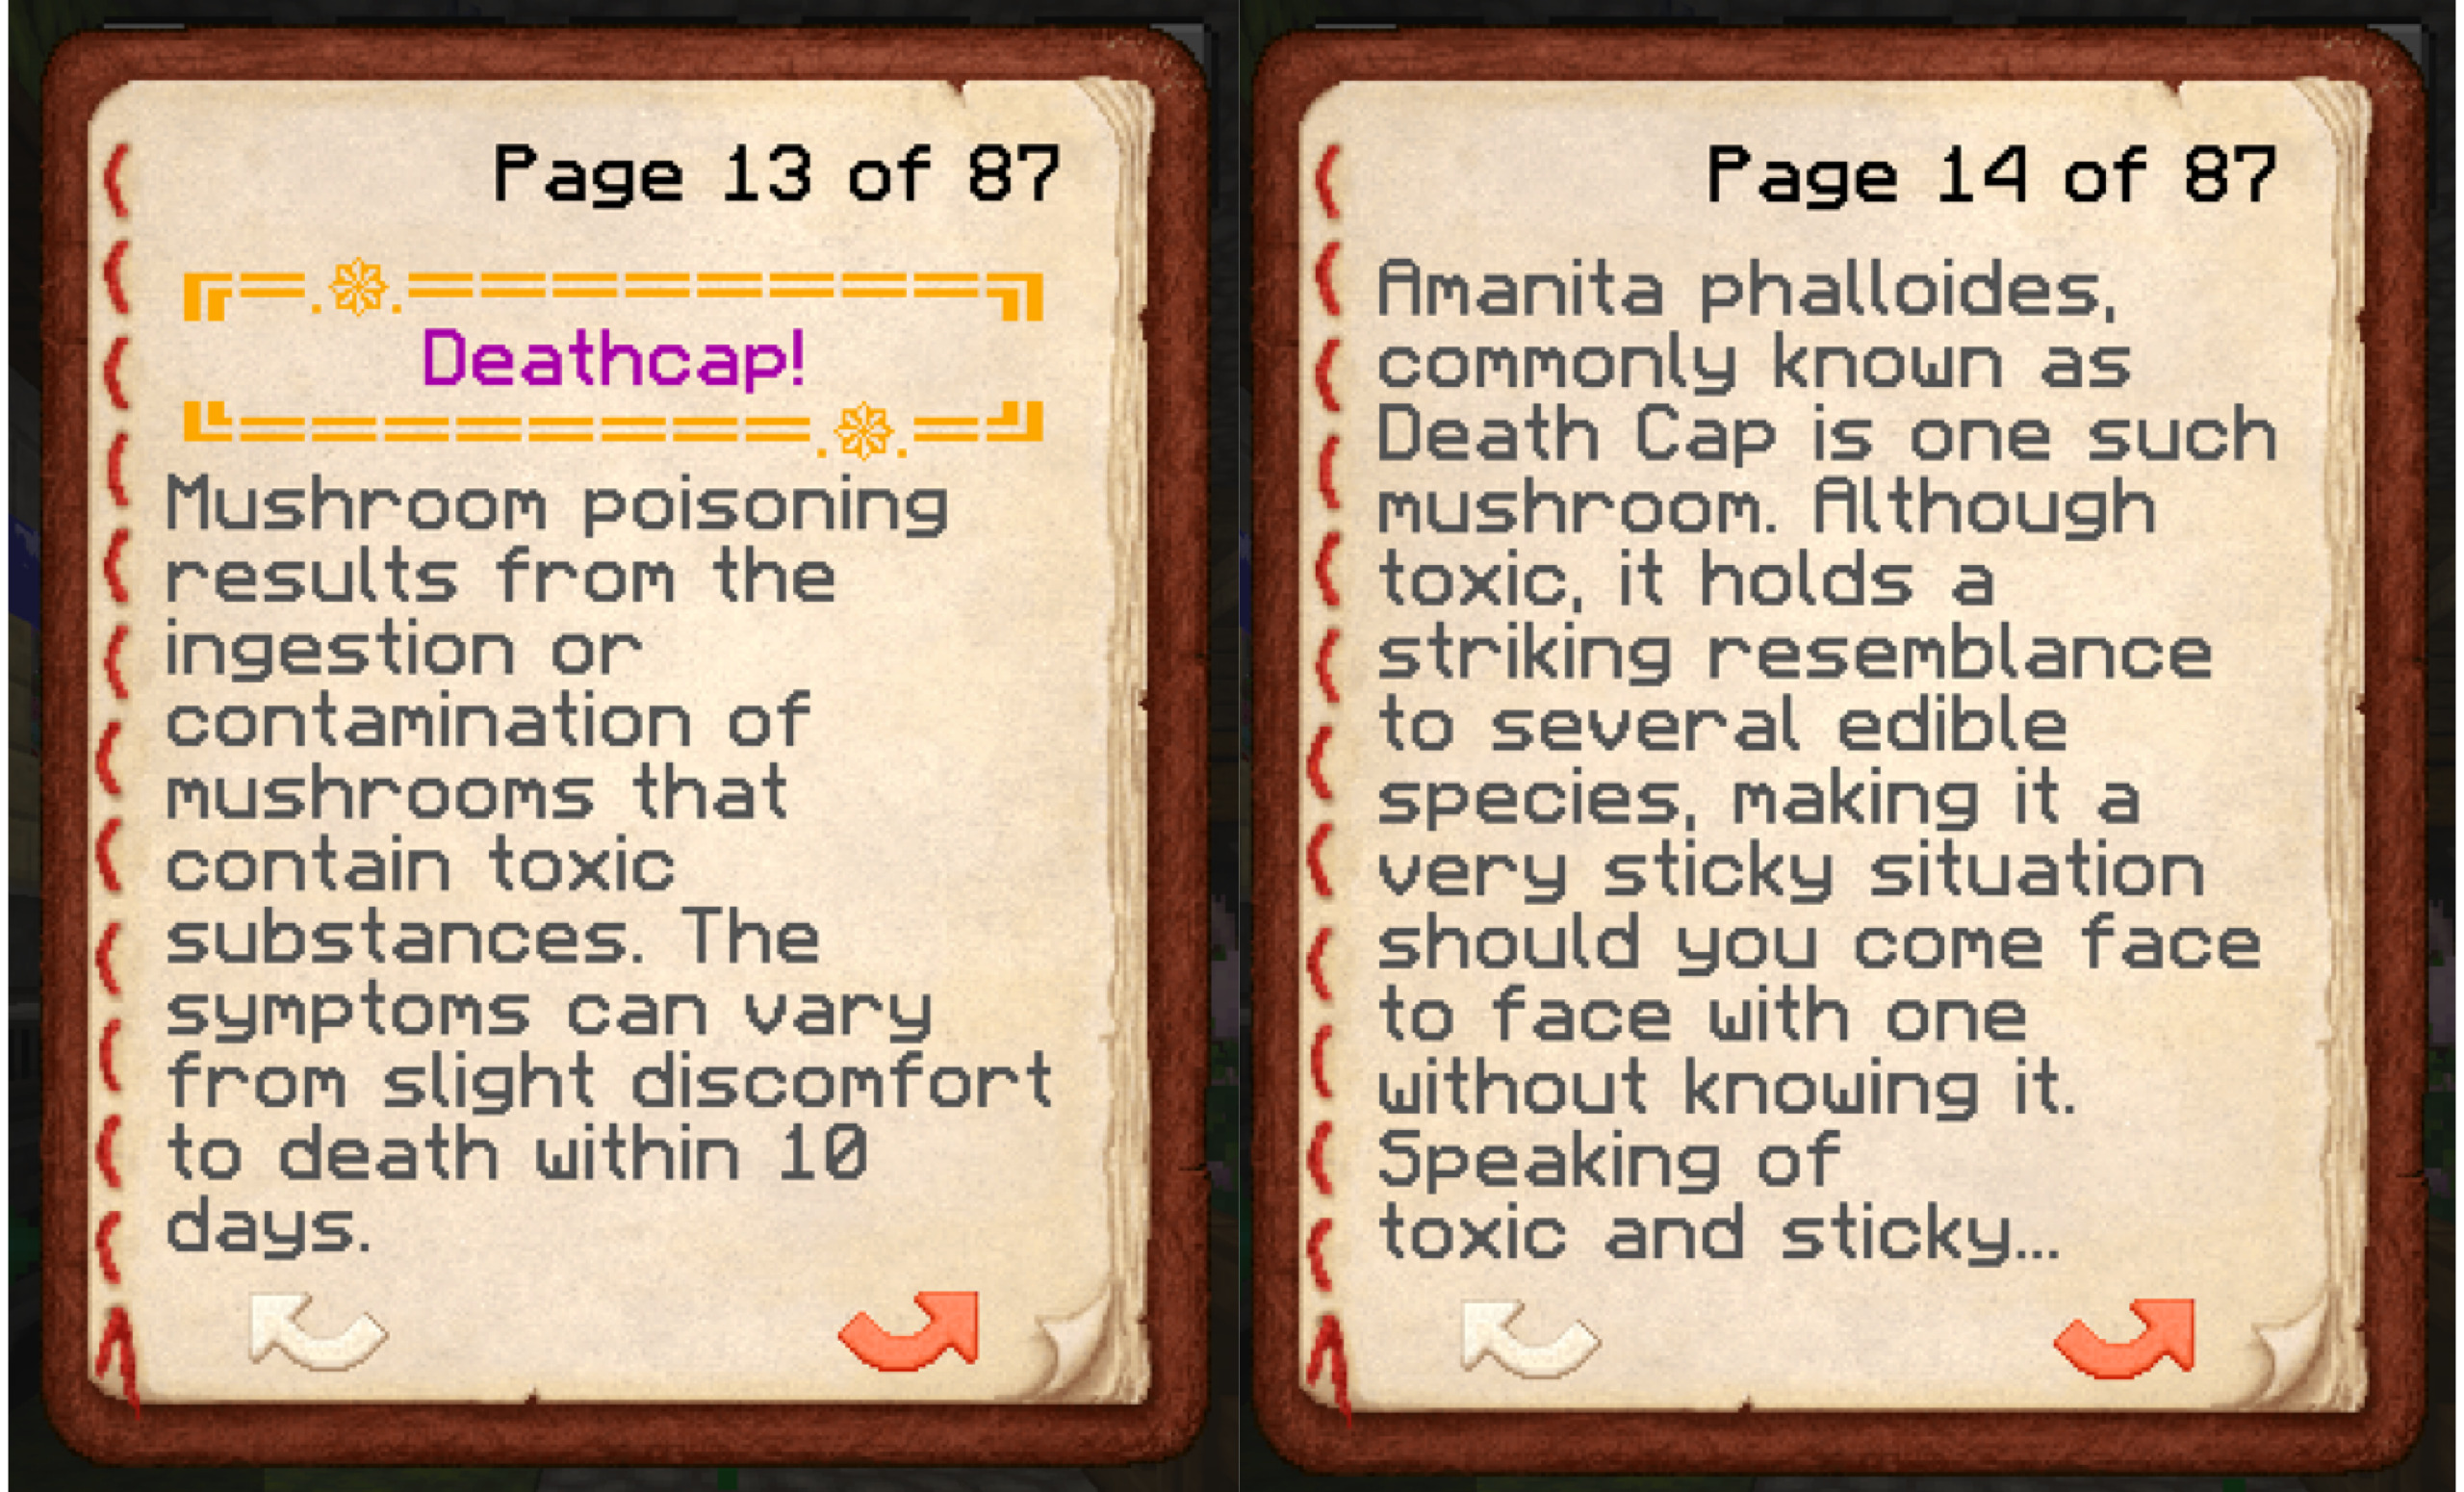 Page 13 of 87
╔═.❁.═════════╗
Deathcap!
╚═════════.❁.═╝
Mushroom poisoning
results from the
ingestion or
contamination of
mushrooms that
contain toxic
substances. The
symptoms can vary
from slight discomfort
to death within 10
days.
Page 14 of 87
Amanita phalloides,
commonly known as
Death Cap is one such
mushroom. Although
toxic, it holds a
striking resemblance
to several edible
species, making it a
very sticky situation
should you come face
to face with one
without knowing it.
Speaking of
toxic and sticky...